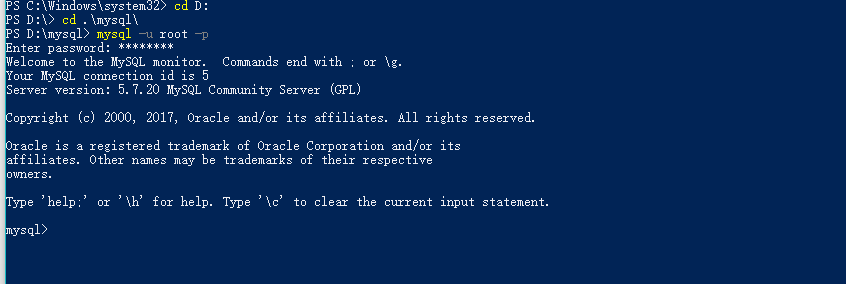 PS C:\Windows\system32> cd D:
PS D:\> cd .\mysql\
PS D:\mysql> mysql -u root -p
Enter password: ********
Welcome to the MySQL monitor.  Commands end with ; or \g.
Your MySQL connection id is 5
Server version: 5.7.20 MySQL Community Server (GPL)
Copyright (c) 2000, 2017, Oracle and/or its affiliates. All rights reserved.
Oracle is a registered trademark of Oracle Corporation and/or its
affiliates. Other names may be trademarks of their respective
owners.
Type 'help;' or '\h' for help. Type '\c' to clear the current input statement.
mysql>